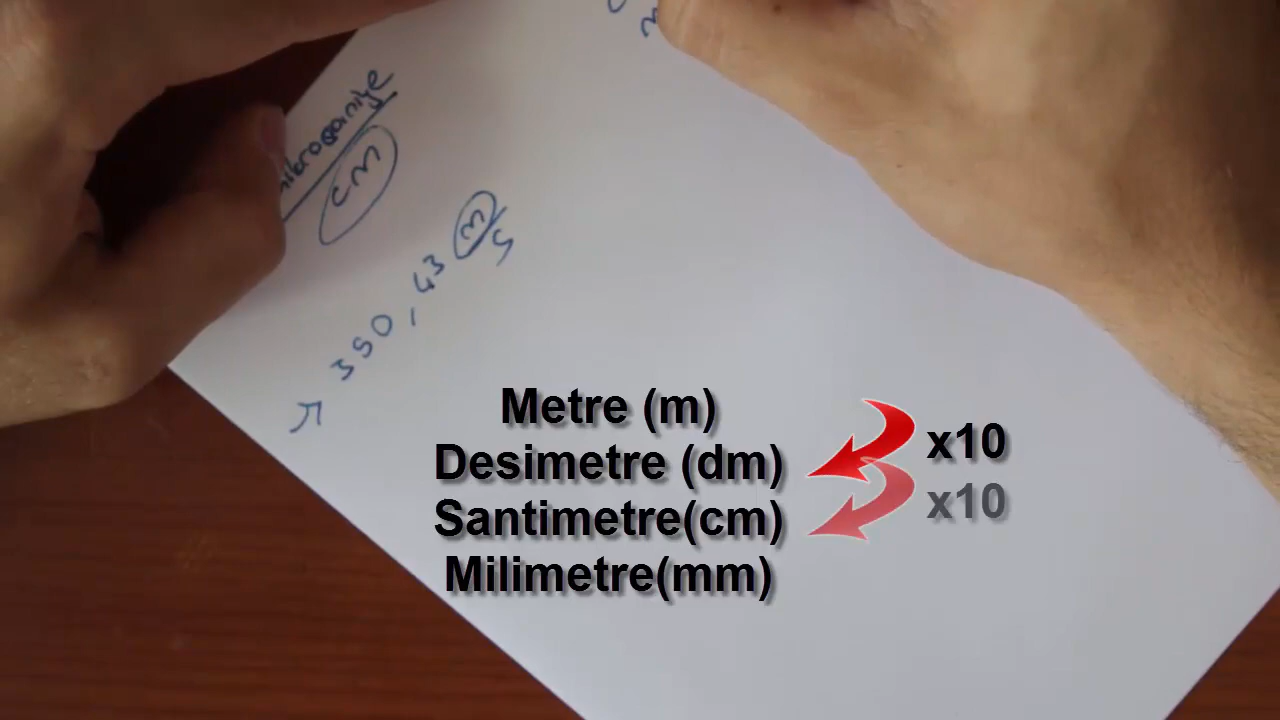 cm
350,43 m/s
Metre (m)
Desimetre (dm)
x10
Santimetre(cm)
x10
Milimetre(mm)